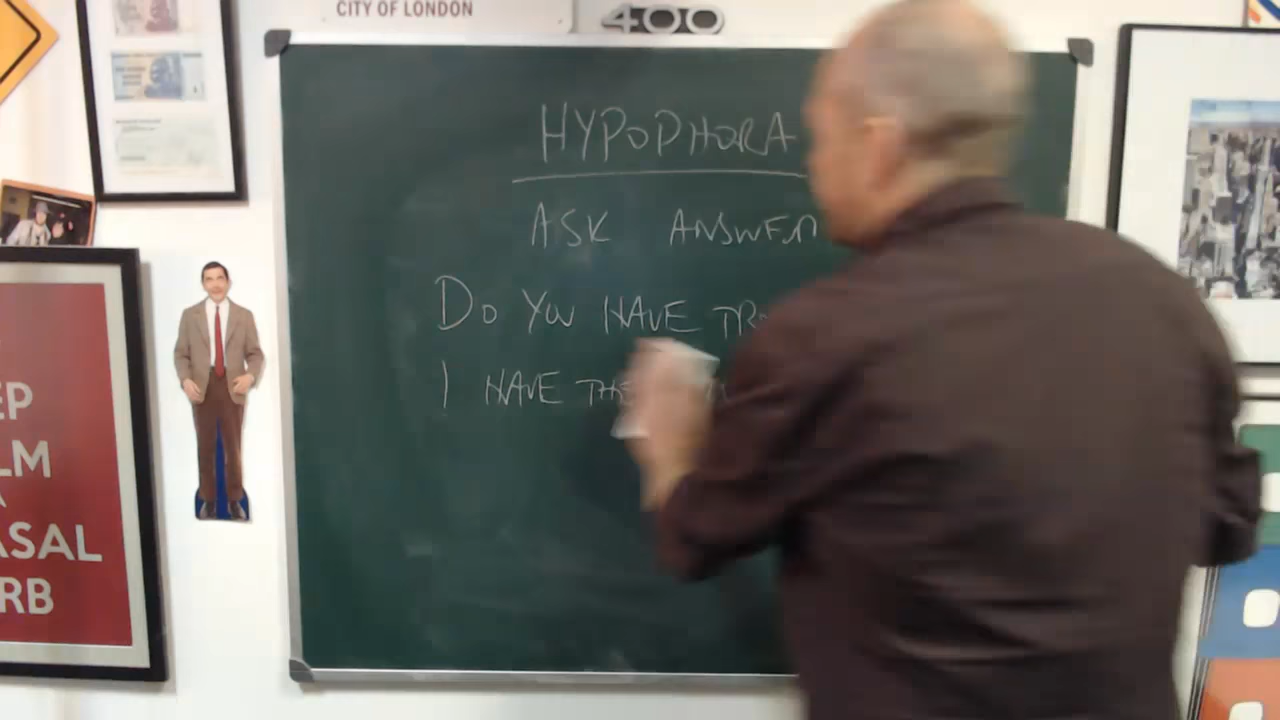 CITY OF LONDON
400
HYPOPHORA
ASK ANSWER
DO YOU HAVE
I HAVE
EP
LM
ASAL
RB